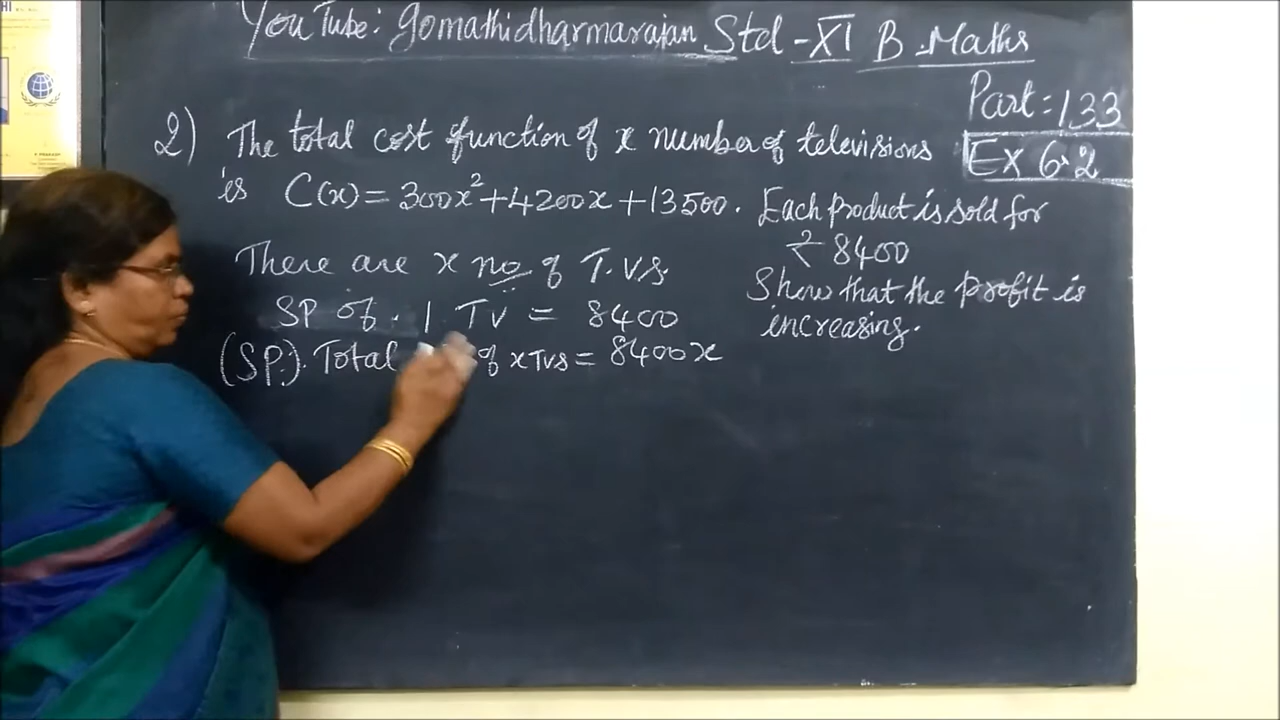 YouTube: gomathidharmarajan Std - XI B. Maths
Part: 133
Ex 6.2
2) The total cost function of x number of televisions
is C(x) = 300x² + 4200x + 13500. Each product is sold for
₹ 8400
Show that the profit is
increasing.
There are x no of T.VS.
SP of 1 TV = 8400
(SP). Total of x Tvs = 8400x